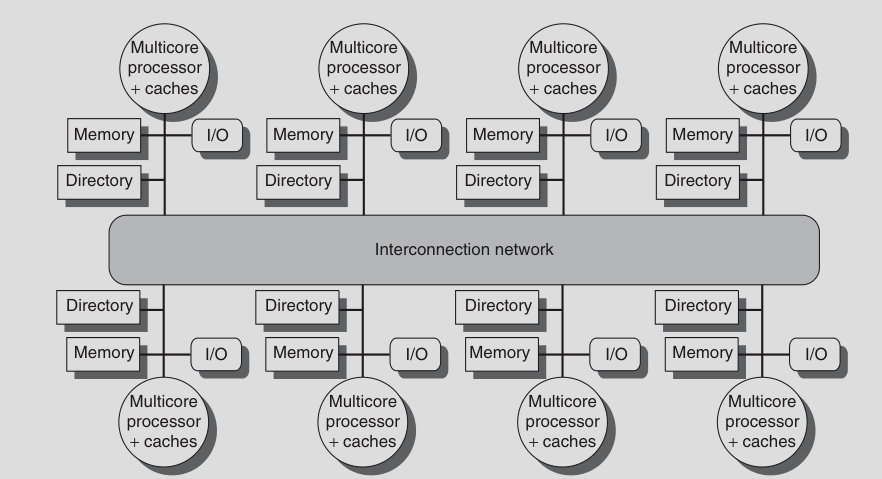 Multicore
processor
+ caches
Multicore
processor
+ caches
Multicore
processor
+ caches
Multicore
processor
+ caches
Memory
I/O
Memory
I/O
Memory
I/O
Memory
I/O
Directory
Directory
Directory
Directory
Interconnection network
Directory
Directory
Directory
Directory
Memory
I/O
Memory
I/O
Memory
I/O
Memory
I/O
Multicore
processor
+ caches
Multicore
processor
+ caches
Multicore
processor
+ caches
Multicore
processor
+ caches